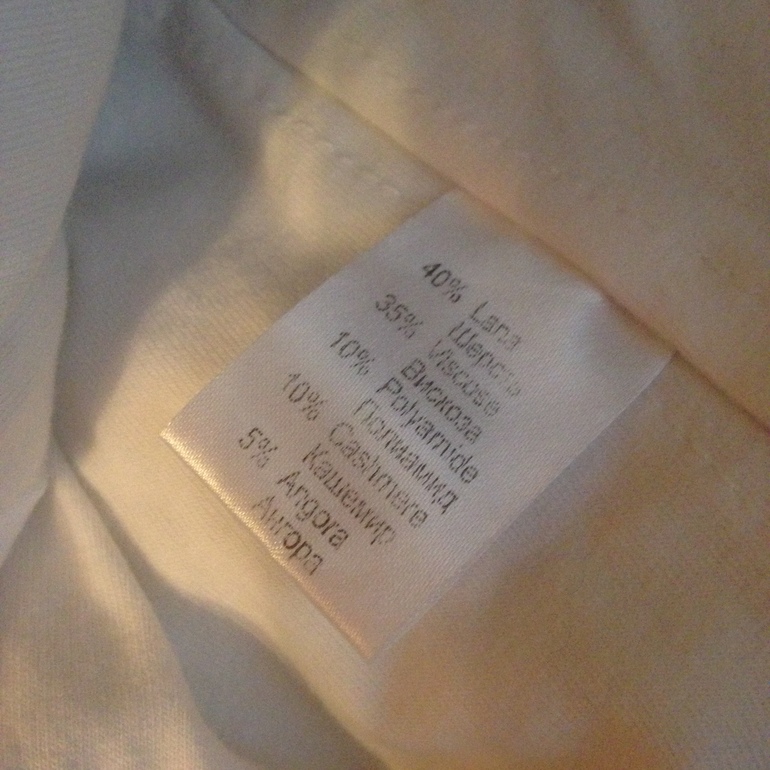 40% Lana
Шерсть
35% Viscose
Вискоза
10% Polyamide
Полиамид
10% Cashmere
Кашемир
5% Angora
Ангора